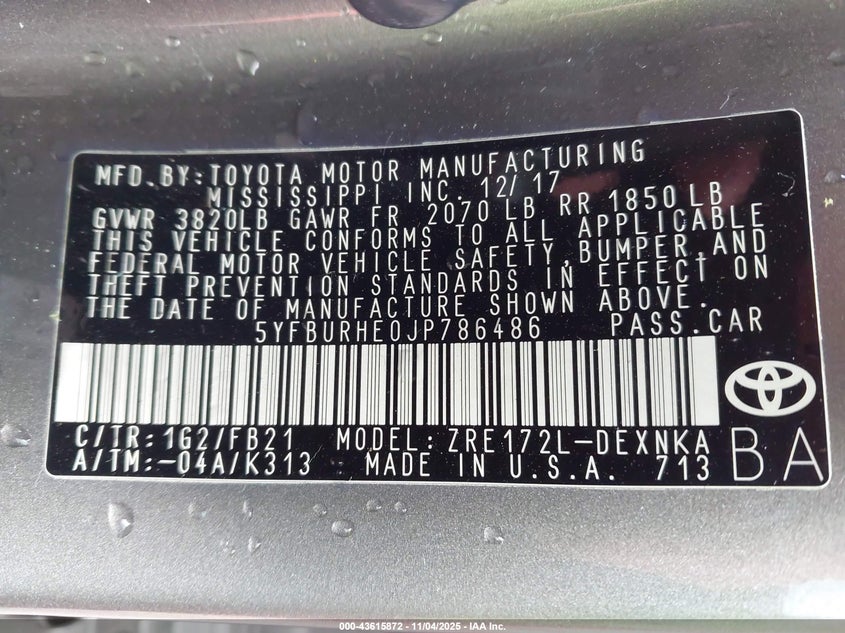 MFD.BY:TOYOTA MOTOR MANUFACTURING
MISSISSIPPI INC. 12/17
GVWR 3820LB GAWR FR 2070 LB RR 1850 LB
THIS VEHICLE CONFORMS TO ALL APPLICABLE
FEDERAL MOTOR VEHICLE SAFETY,BUMPER,AND
THEFT PREVENTION STANDARDS IN EFFECT ON
THE DATE OF MANUFACTURE SHOWN ABOVE.
5YFBURHE0JP786486 PASS.CAR
C/TR:1G2/FB21 MODEL:ZRE172L-DEXNKA
A/TM:-04A/K313 MADE IN U.S.A. 713
BA
000-43615872 - 11/04/2025 - IAA Inc.